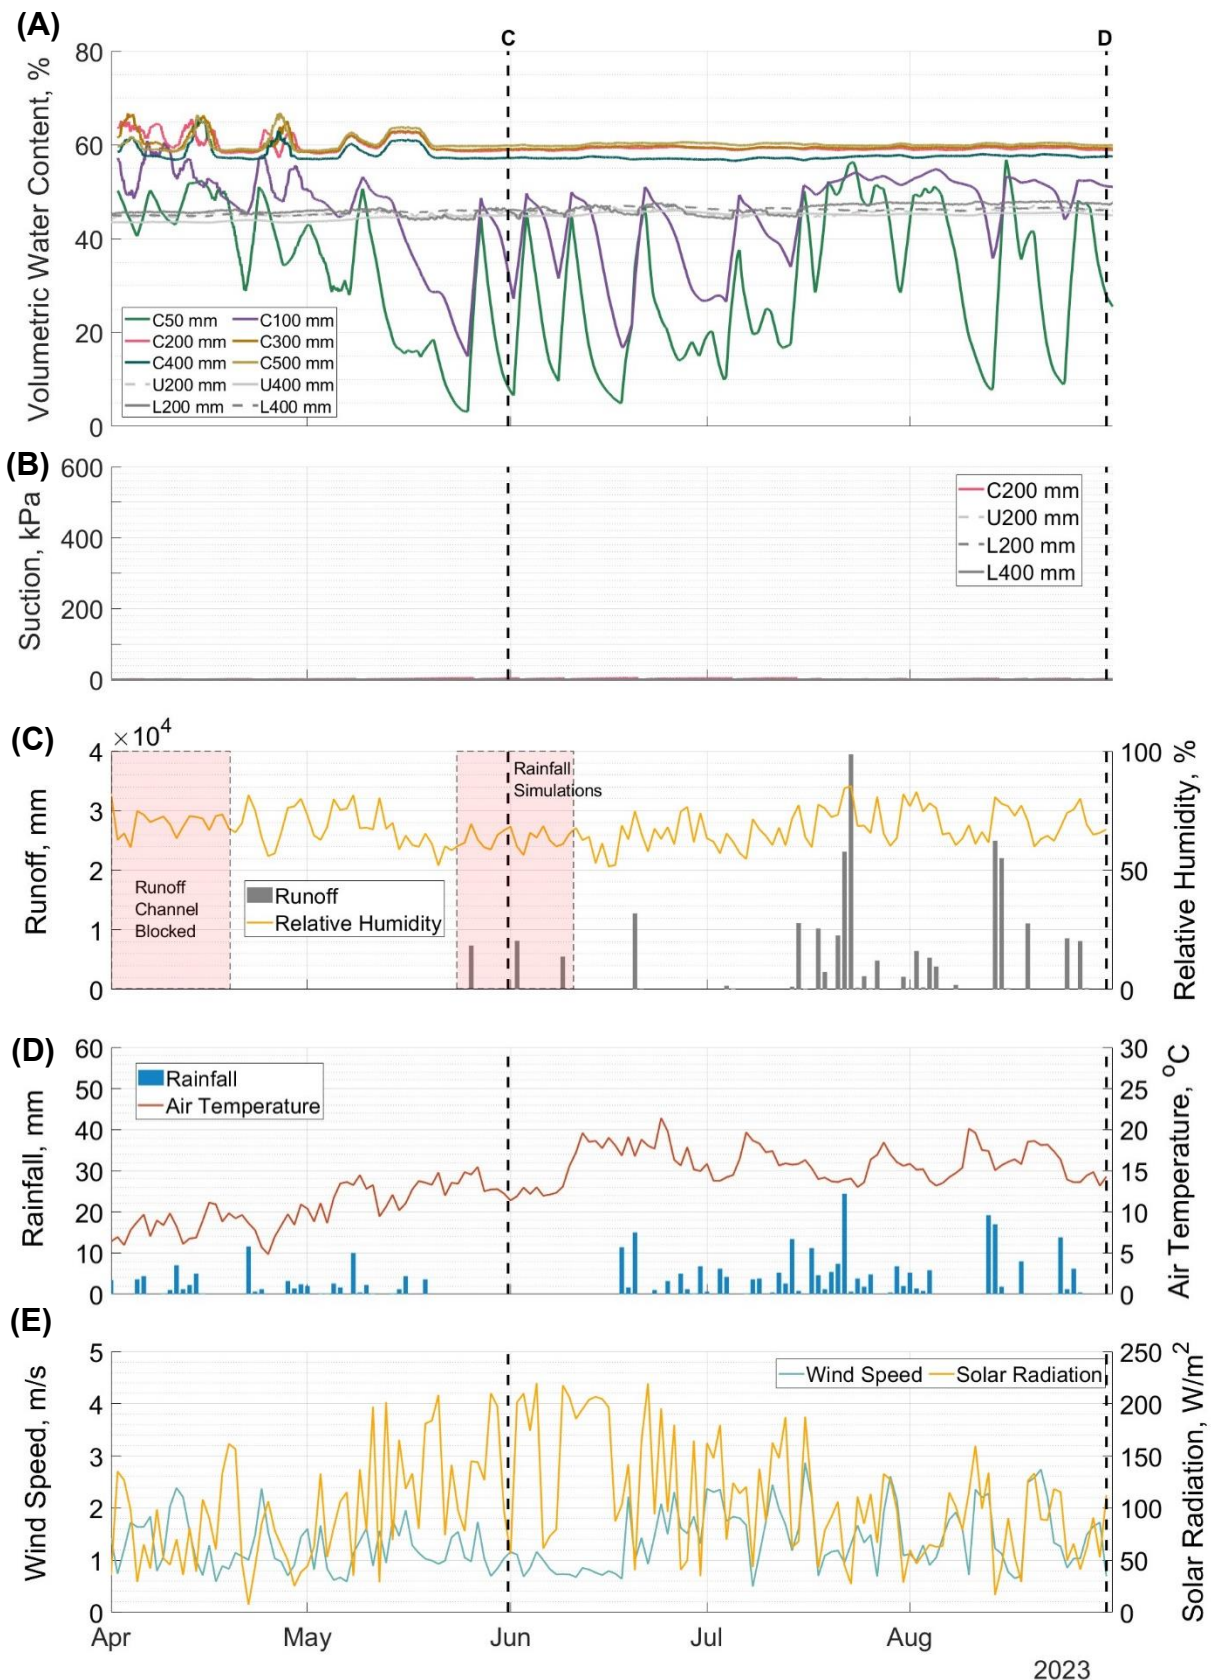 (A)
C
D
80
60
40
20
0
Volumetric Water Content, %
C50 mm
C100 mm
C200 mm
C300 mm
C400 mm
C500 mm
U200 mm
U400 mm
L200 mm
L400 mm
(B)
600
400
200
0
Suction, kPa
C200 mm
U200 mm
L200 mm
L400 mm
(C)
×10⁴
4
3
2
1
0
Runoff, mm
Runoff
Channel
Blocked
Runoff
Relative Humidity
Rainfall
Simulations
100
50
0
Relative Humidity, %
(D)
60
50
40
30
20
10
0
Rainfall, mm
Rainfall
Air Temperature
30
25
20
15
10
5
0
Air Temperature, °C
(E)
5
4
3
2
1
0
Wind Speed, m/s
Wind Speed
Solar Radiation
250
200
150
100
50
0
Solar Radiation, W/m²
Apr
May
Jun
Jul
Aug
2023